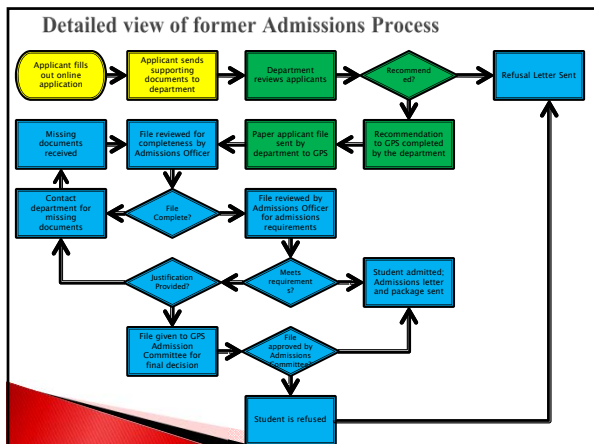 Detailed view of former Admissions Process
Applicant fills
out online
application
Applicant sends
supporting
documents to
department
Department
reviews applicants
Recommend
ed?
Refusal Letter Sent
Missing
documents
received
File reviewed for
completeness by
Admissions Officer
Paper applicant file
sent by
department to GPS
Recommendation
to GPS completed
by the department
Contact
department for
missing
documents
File
Complete?
File reviewed by
Admissions Officer
for admissions
requirements
Justification
Provided?
Meets
requirement
s?
Student admitted;
Admissions letter
and package sent
File given to GPS
Admission
Committee for
final decision
File
approved by
Admissions
Committee?
Student is refused